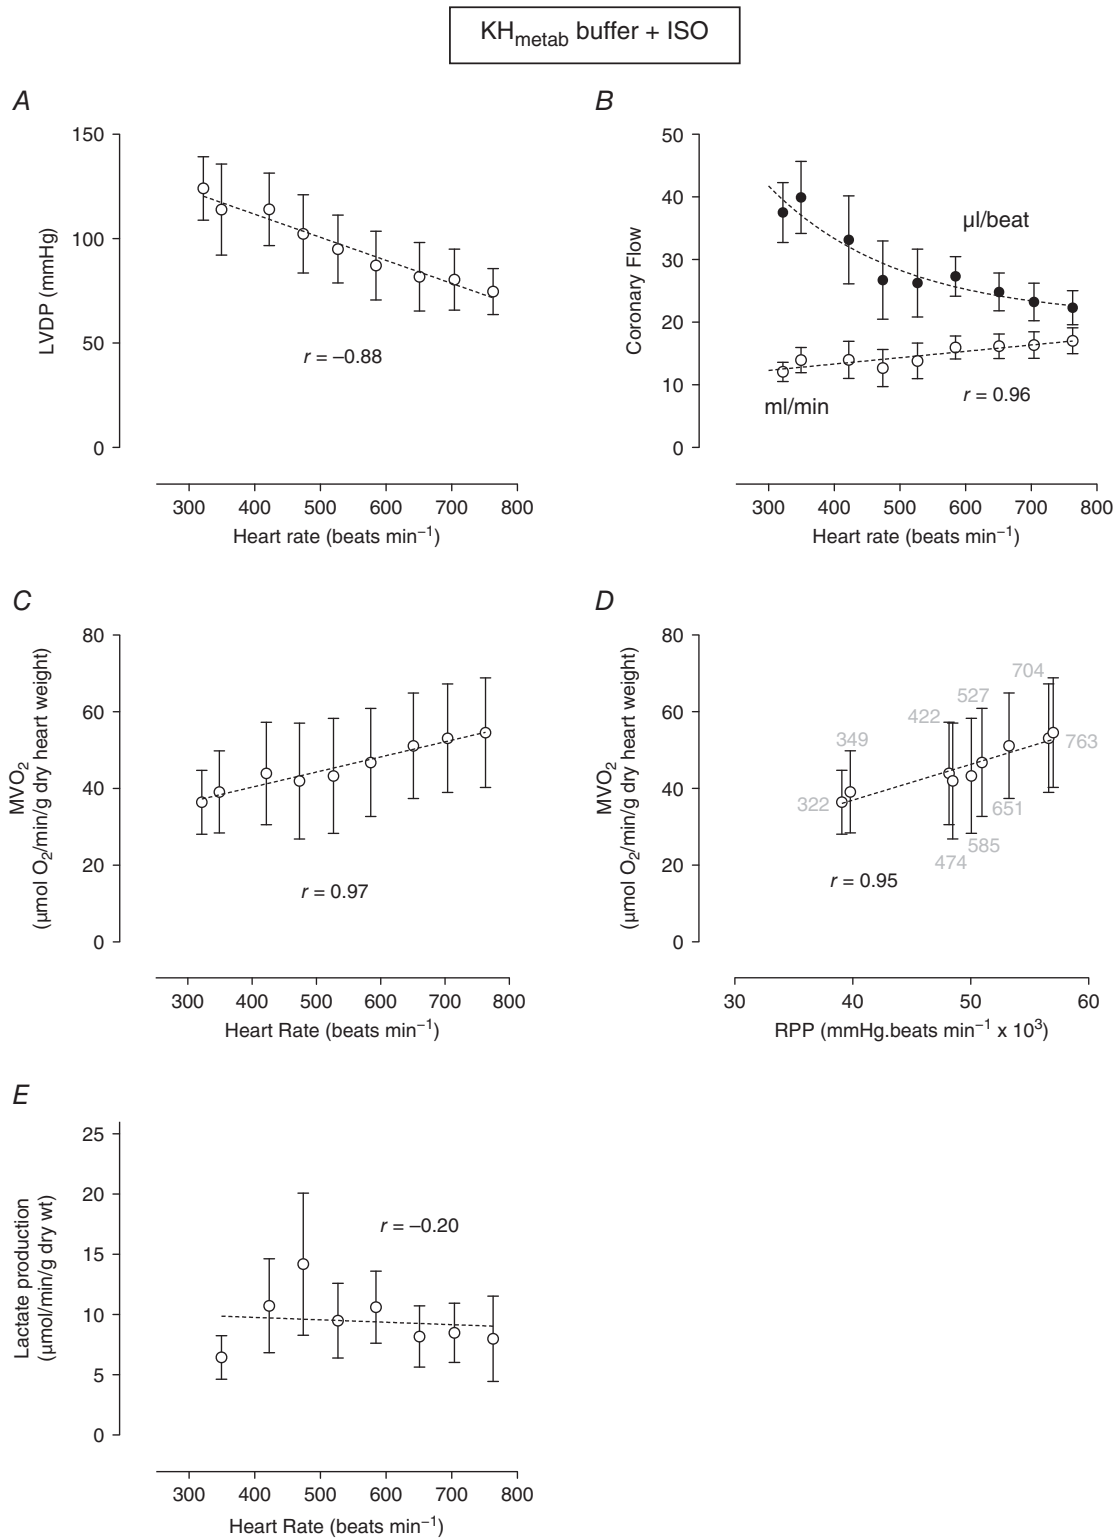 KHmetab buffer + ISO
A
150
100
50
0
LVDP (mmHg)
r = –0.88
300 400 500 600 700 800
Heart rate (beats min–1)
B
50
40
30
20
10
0
Coronary Flow
µl/beat
ml/min
r = 0.96
300 400 500 600 700 800
Heart rate (beats min–1)
C
80
60
40
20
0
MVO2
(µmol O2/min/g dry heart weight)
r = 0.97
300 400 500 600 700 800
Heart Rate (beats min–1)
D
80
60
40
20
0
MVO2
(µmol O2/min/g dry heart weight)
704
527
422
349
763
322
651
585
474
r = 0.95
30 40 50 60
RPP (mmHg.beats min–1 x 103)
E
25
20
15
10
5
0
Lactate production
(µmol/min/g dry wt)
r = –0.20
300 400 500 600 700 800
Heart Rate (beats min–1)